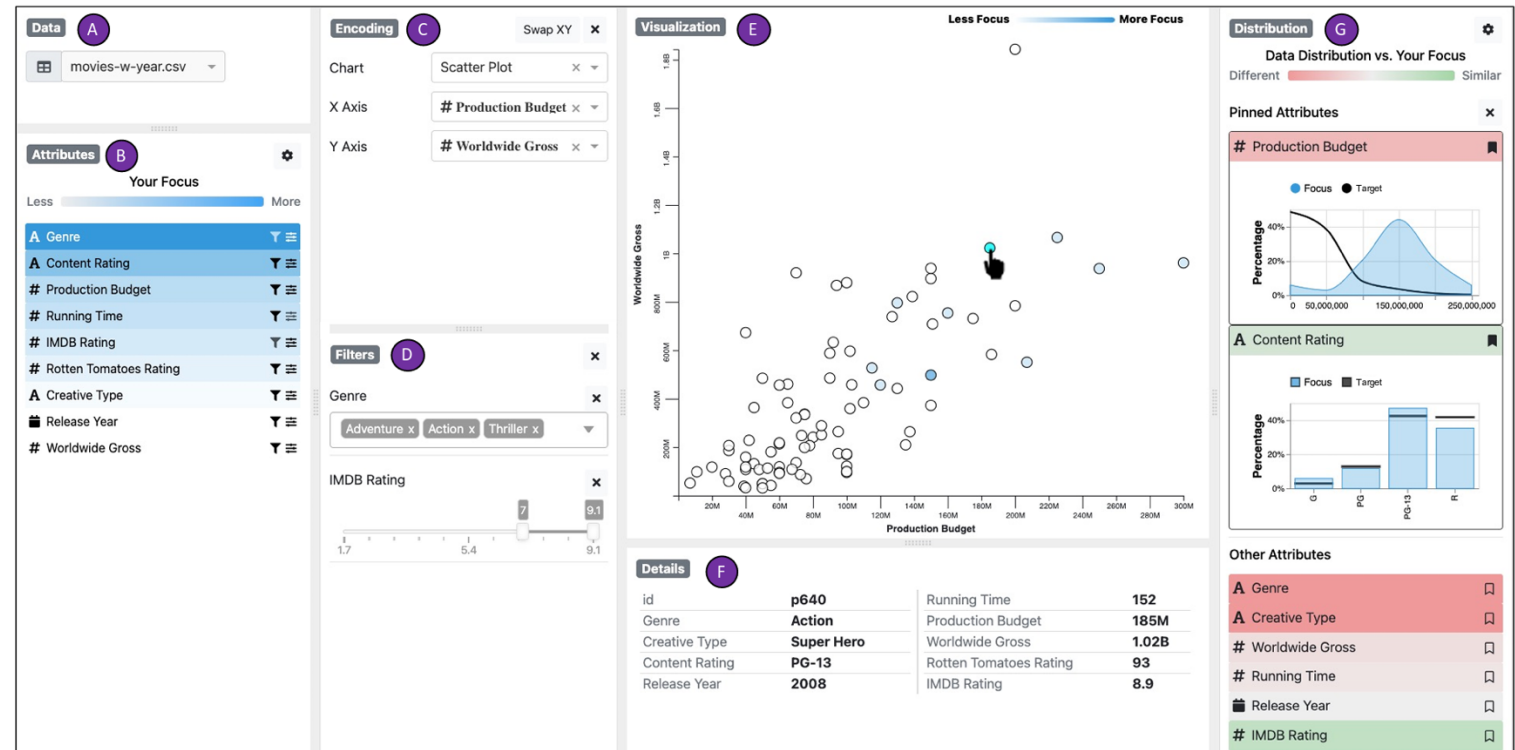 Data
A
movies-w-year.csv
Attributes
B
Your Focus
Less
More
A Genre
A Content Rating
# Production Budget
# Running Time
# IMDB Rating
# Rotten Tomatoes Rating
A Creative Type
Release Year
# Worldwide Gross
Encoding
C
Swap XY
×
Chart
Scatter Plot ×
X Axis
# Production Budget ×
Y Axis
# Worldwide Gross ×
Filters
D
×
Genre
×
Adventure x Action x Thriller x
IMDB Rating
×
7
9.1
1.7
5.4
9.1
Visualization
E
Less Focus
More Focus
Worldwide Gross
1.8B
1.6B
1.4B
1.2B
1B
800M
600M
400M
200M
20M
40M
60M
80M
100M
120M
140M
160M
180M
200M
220M
240M
260M
280M
300M
Production Budget
Details
F
id p640
Genre Action
Creative Type Super Hero
Content Rating PG-13
Release Year 2008
Running Time 152
Production Budget 185M
Worldwide Gross 1.02B
Rotten Tomatoes Rating 93
IMDB Rating 8.9
Distribution
G
Data Distribution vs. Your Focus
Different
Similar
Pinned Attributes
×
# Production Budget
Focus Target
Percentage
40%
20%
0%
0 50,000,000 150,000,000 250,000,000
A Content Rating
Focus Target
Percentage
40%
20%
0%
G
PG
PG-13
R
Other Attributes
A Genre
A Creative Type
# Worldwide Gross
# Running Time
Release Year
# IMDB Rating